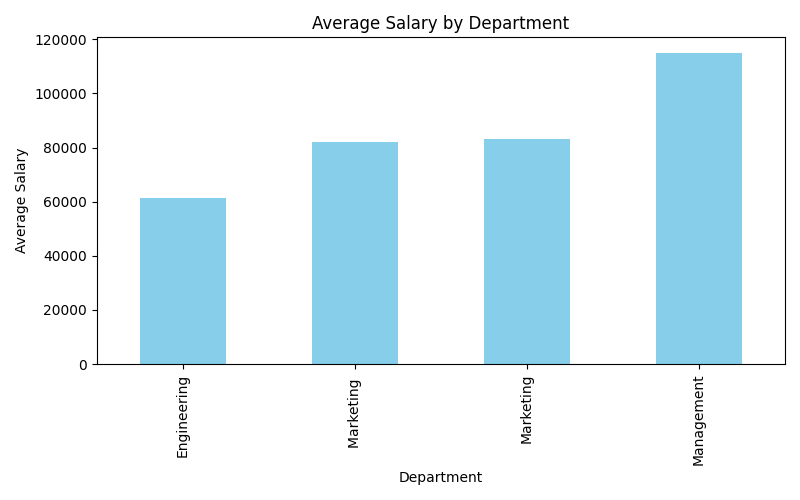 Average Salary by Department
Average Salary
120000
100000
80000
60000
40000
20000
0
Engineering
Marketing
Marketing
Management
Department